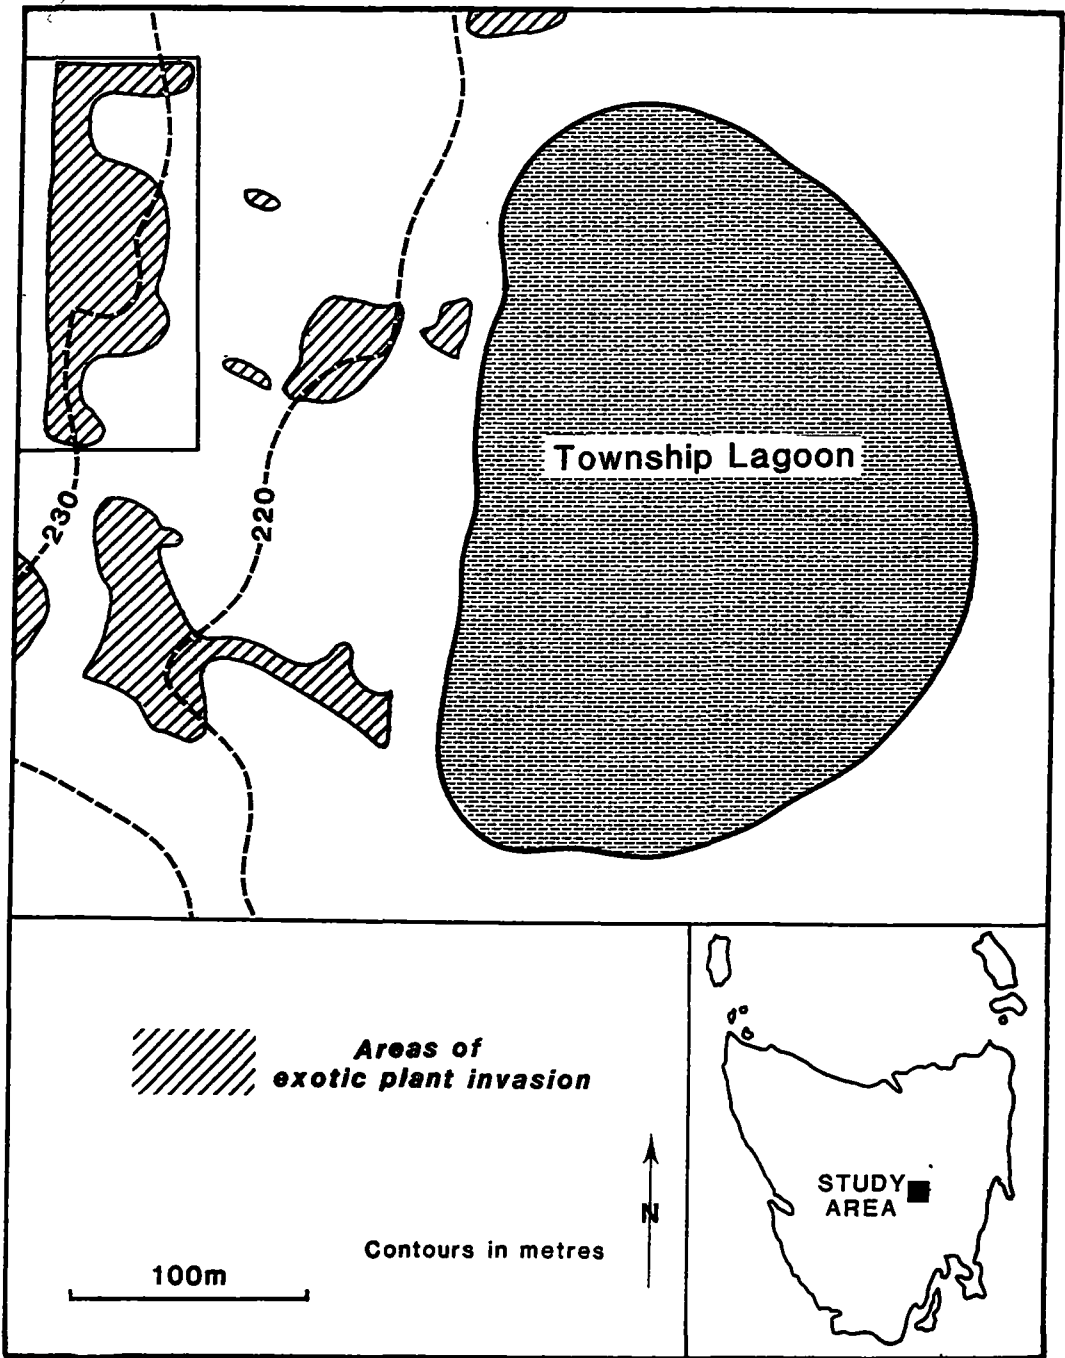 Township Lagoon
230
220
Areas of
exotic plant invasion
N
Contours in metres
100m
STUDY
AREA